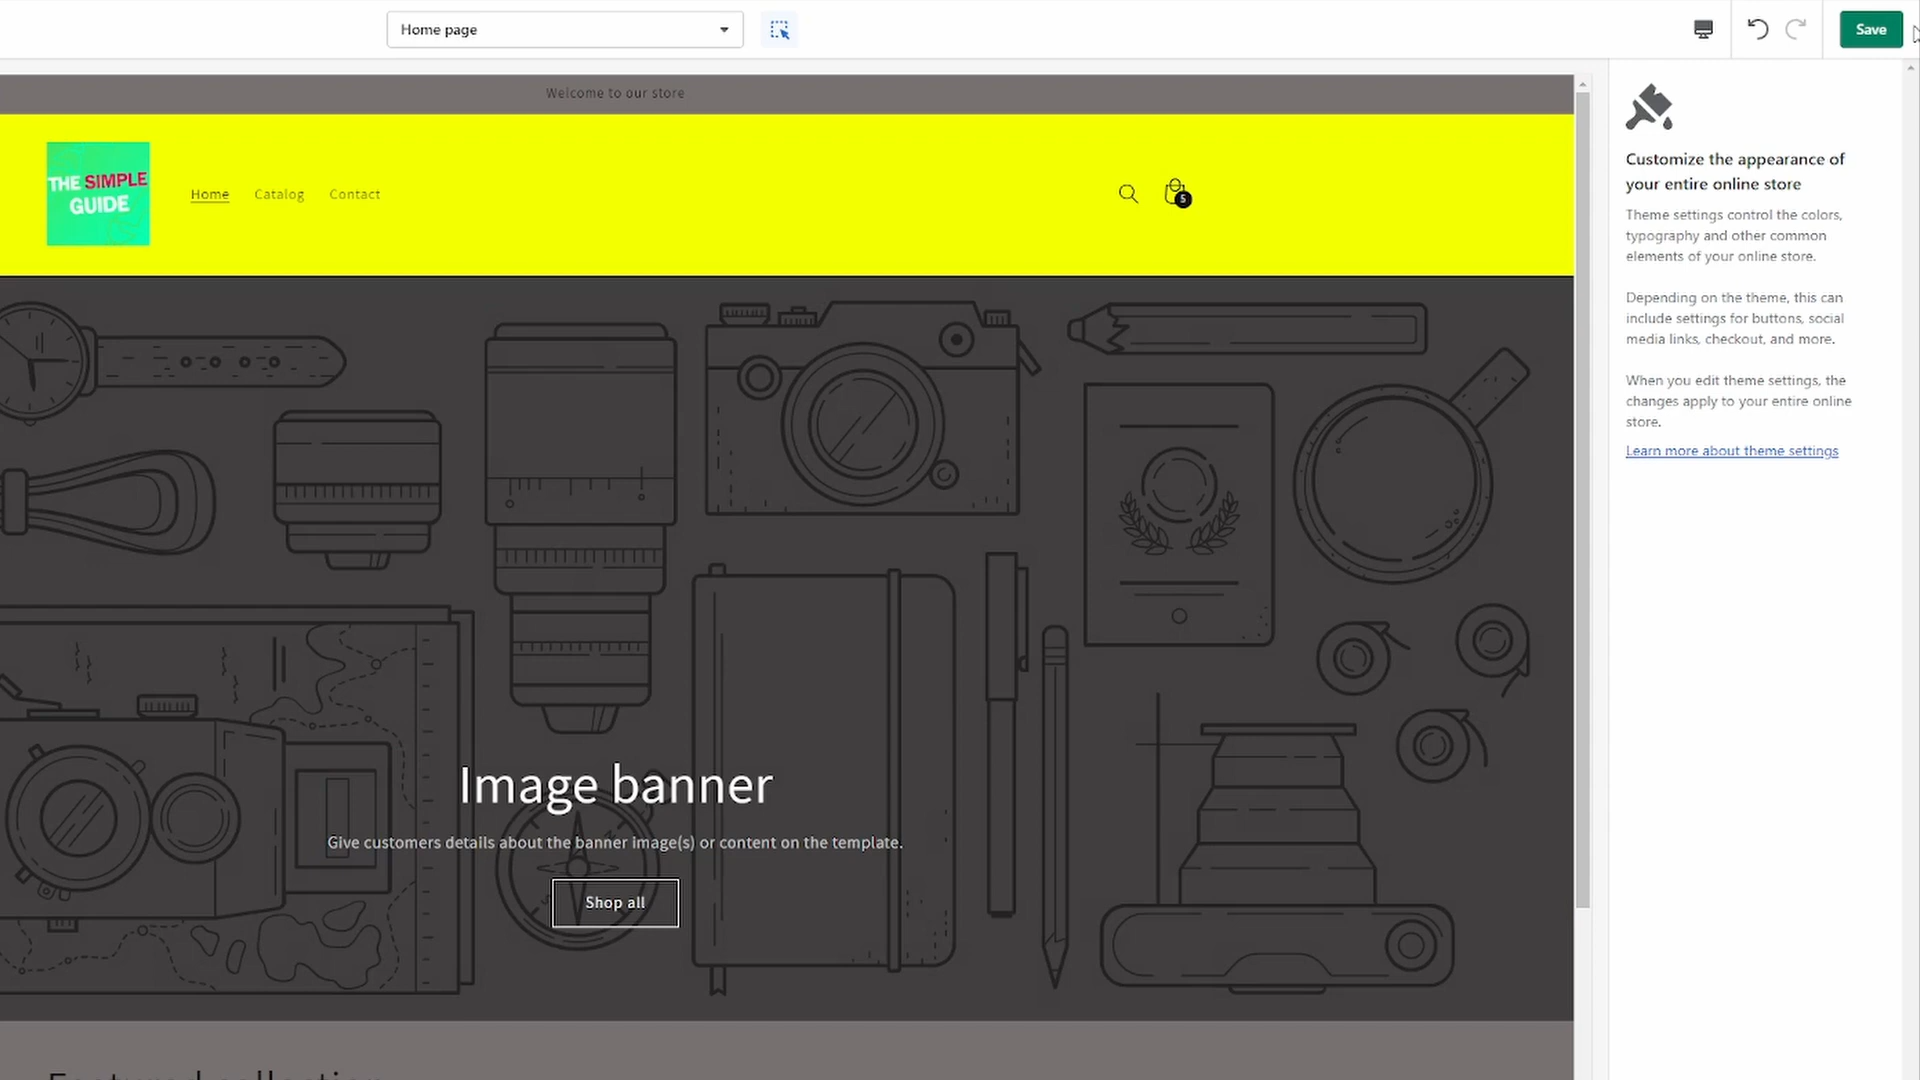 Home page
Save
Welcome to our store
THE SIMPLE
GUIDE
Home Catalog Contact
5
Customize the appearance of
your entire online store
Theme settings control the colors,
typography and other common
elements of your online store.
Depending on the theme, this can
include settings for buttons, social
media links, checkout, and more.
When you edit theme settings, the
changes apply to your entire online
store.
Learn more about theme settings
Image banner
Give customers details about the banner image(s) or content on the template.
Shop all
Featured collection